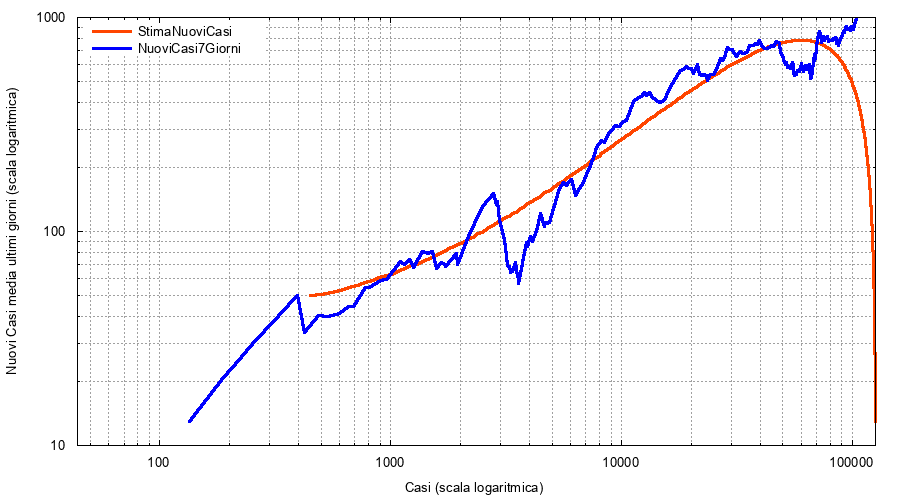 1000
StimaNuoviCasi
NuoviCasi7Giorni
Nuovi Casi media ultimi giorni (scala logaritmica)
100
10
100
1000
10000
100000
Casi (scala logaritmica)